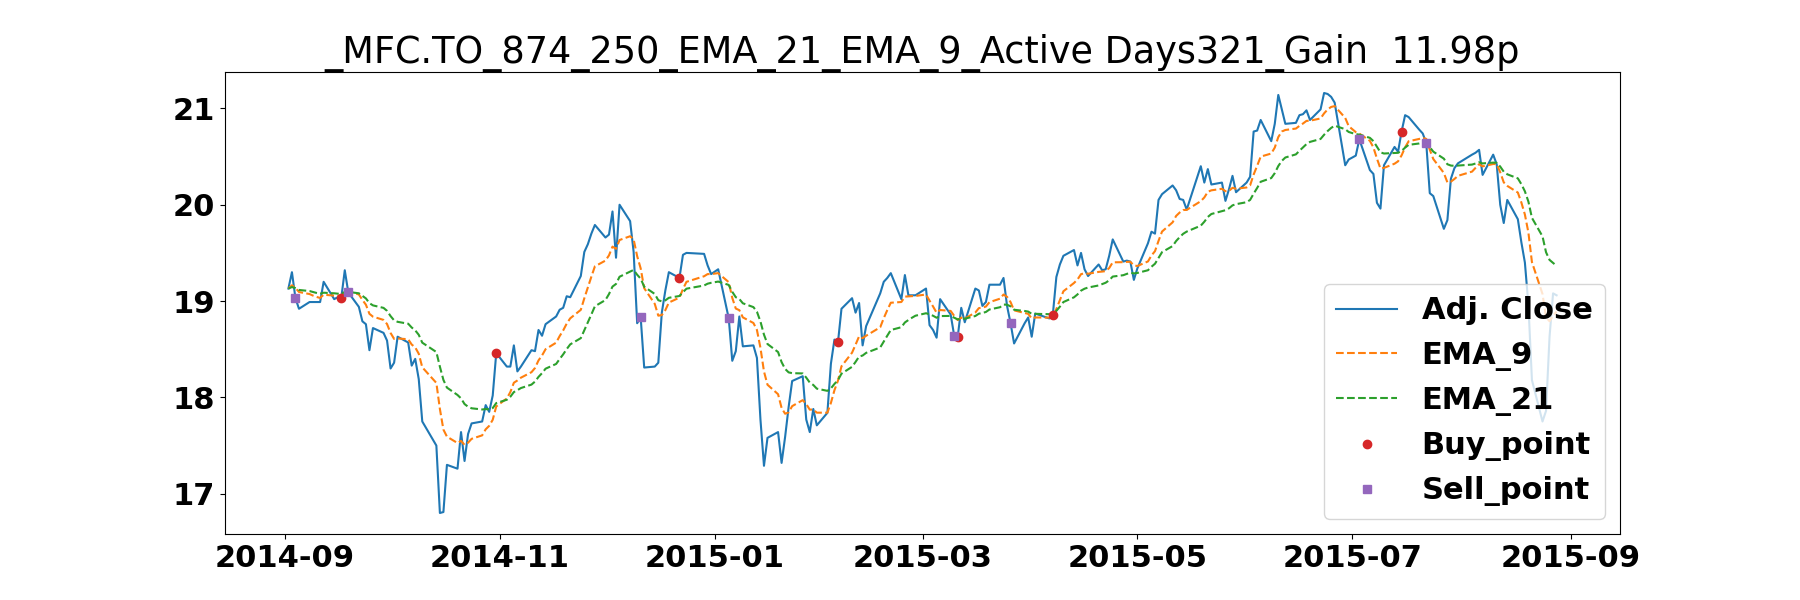 _MFC.TO_874_250_EMA_21_EMA_9_Active Days321_Gain  11.98p
21
20
19
18
17
2014-09
2014-11
2015-01
2015-03
2015-05
2015-07
2015-09
Adj. Close
EMA_9
EMA_21
Buy_point
Sell_point